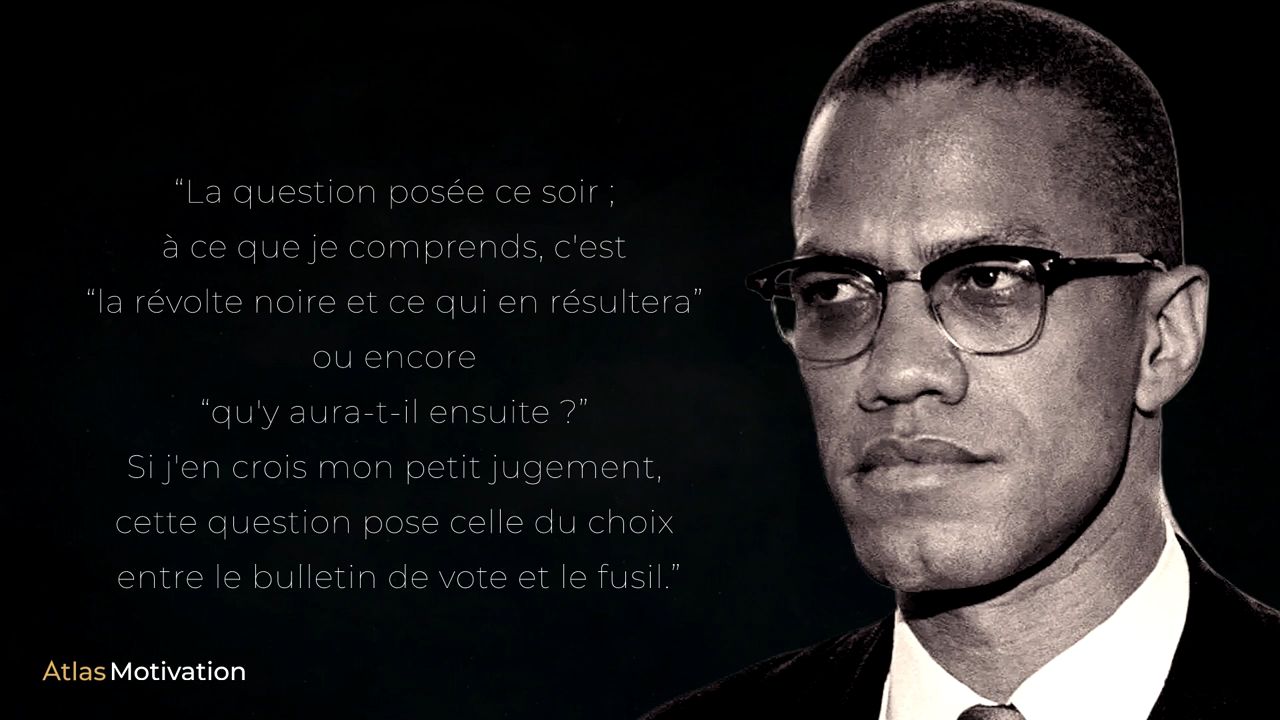 “La question posée ce soir ;
à ce que je comprends, c'est
“la révolte noire et ce qui en résultera”
ou encore
“qu'y aura-t-il ensuite ?”
Si j'en crois mon petit jugement,
cette question pose celle du choix
entre le bulletin de vote et le fusil.”
Atlas Motivation